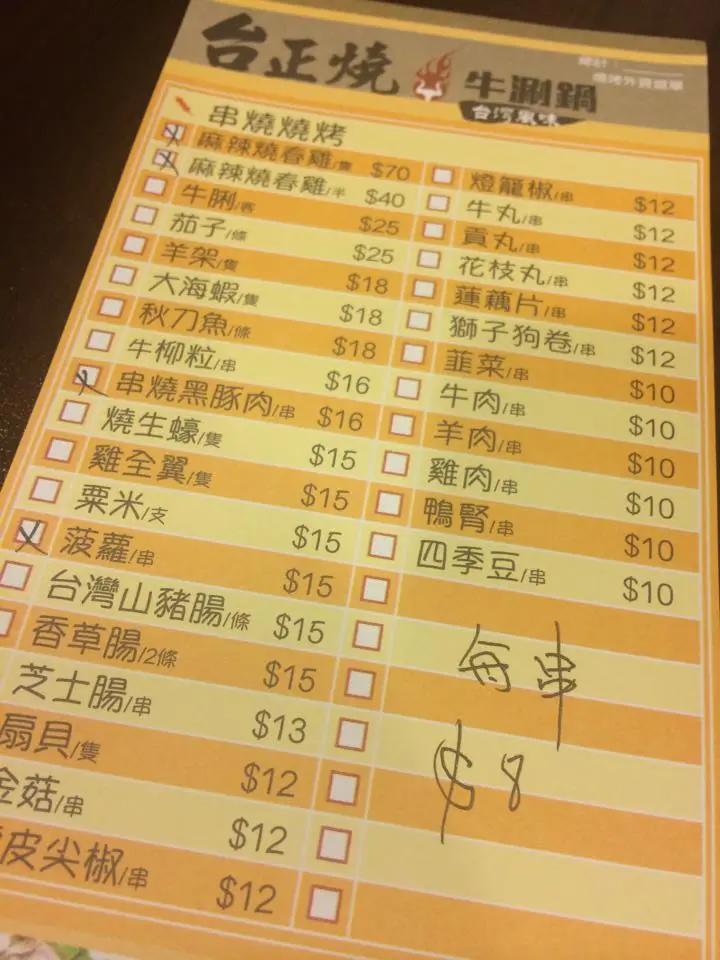 台正燒 牛涮鍋
台灣風味
總計：
串燒燒烤
麻辣燒春雞/隻 $70
麻辣燒春雞/半 $40
牛脷/客 $25
茄子/條 $25
羊架/隻 $18
大海蝦/隻 $18
秋刀魚/條 $18
牛柳粒/串 $16
串燒黑豚肉/串 $16
燒生蠔/隻 $15
雞全翼/隻 $15
粟米/支 $15
菠蘿/串 $15
台灣山豬腸/條 $15
香草腸/2條 $15
芝士腸/串 $13
扇貝/隻 $12
金菇/串 $12
皮尖椒/串 $12
燈籠椒/串 $12
牛丸/串 $12
貢丸/串 $12
花枝丸/串 $12
蓮藕片/串 $12
獅子狗卷/串 $12
韮菜/串 $10
牛肉/串 $10
羊肉/串 $10
雞肉/串 $10
鴨腎/串 $10
四季豆/串 $10
每串
$8